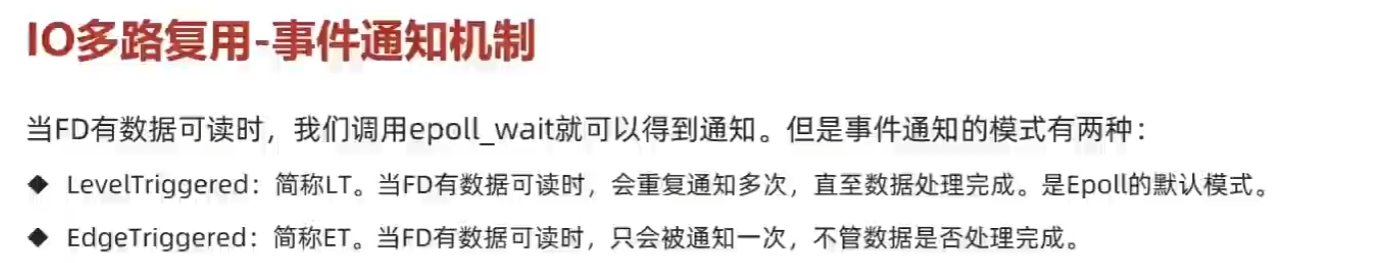 IO多路复用-事件通知机制
当FD有数据可读时，我们调用epoll_wait就可以得到通知。但是事件通知的模式有两种：
◆ LevelTriggered：简称LT。当FD有数据可读时，会重复通知多次，直至数据处理完成。是Epoll的默认模式。
◆ EdgeTriggered：简称ET。当FD有数据可读时，只会被通知一次，不管数据是否处理完成。